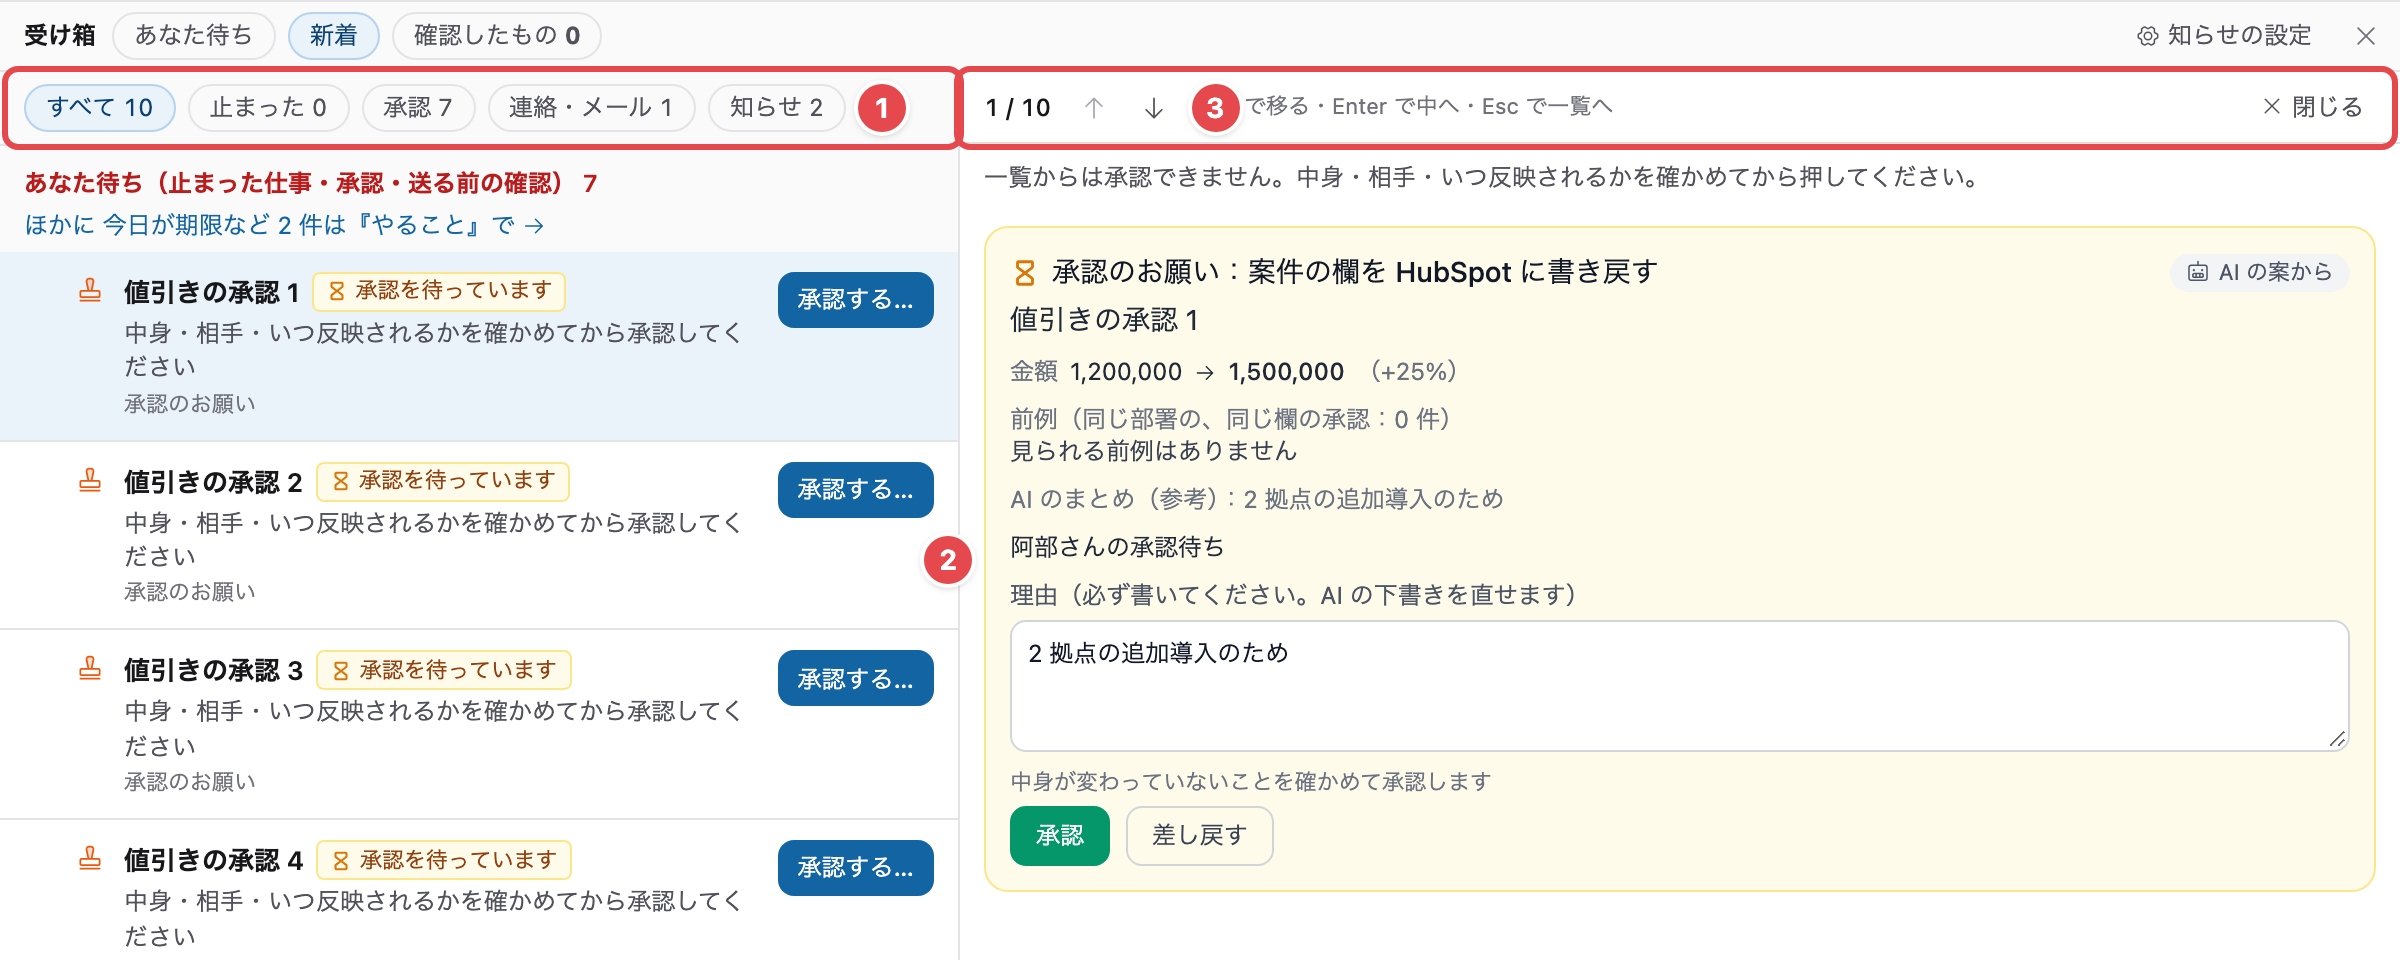 受け箱 あなた待ち 新着 確認したもの 0 知らせの設定
すべて 10 止まった 0 承認 7 連絡・メール 1 知らせ 2 1
あなた待ち（止まった仕事・承認・送る前の確認） 7
ほかに 今日が期限など 2 件は『やること』で →
値引きの承認 1 承認を待っています 承認する...
中身・相手・いつ反映されるかを確かめてから承認してく
ださい
承認のお願い
値引きの承認 2 承認を待っています 承認する...
中身・相手・いつ反映されるかを確かめてから承認してく
ださい
承認のお願い
2
値引きの承認 3 承認を待っています 承認する...
中身・相手・いつ反映されるかを確かめてから承認してく
ださい
承認のお願い
値引きの承認 4 承認を待っています 承認する...
中身・相手・いつ反映されるかを確かめてから承認してく
ださい
1 / 10 ↑ ↓ 3 で移る・Enter で中へ・Esc で一覧へ × 閉じる
一覧からは承認できません。中身・相手・いつ反映されるかを確かめてから押してください。
承認のお願い：案件の欄を HubSpot に書き戻す AI の案から
値引きの承認 1
金額 1,200,000 → 1,500,000 （+25%）
前例（同じ部署の、同じ欄の承認：0 件）
見られる前例はありません
AI のまとめ（参考）：2 拠点の追加導入のため
阿部さんの承認待ち
理由（必ず書いてください。AI の下書きを直せます）
2 拠点の追加導入のため
中身が変わっていないことを確かめて承認します
承認 差し戻す